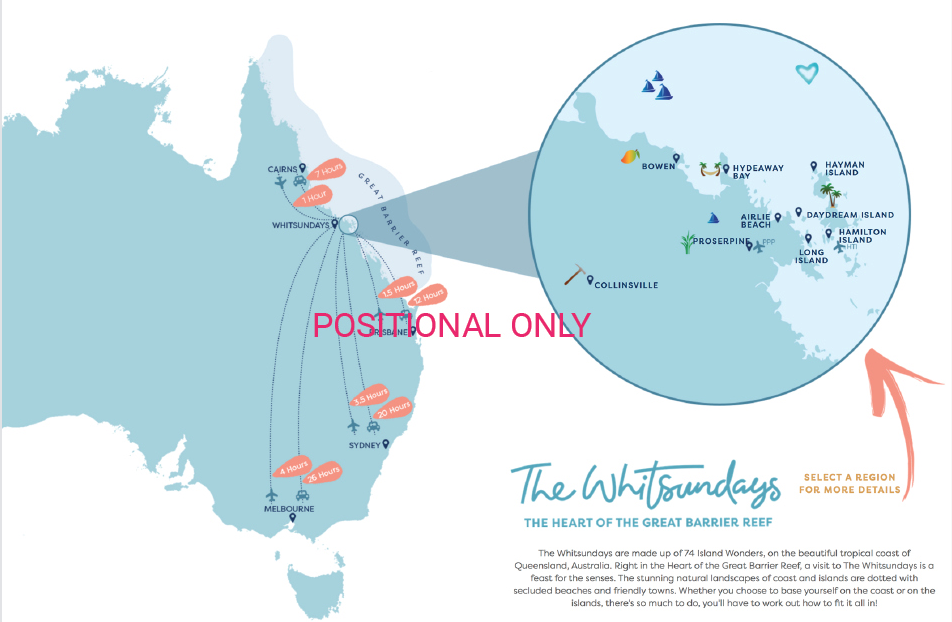 CAIRNS
7 Hours
1 Hour
WHITSUNDAYS
GREAT BARRIER REEF
1.5 Hours
12 Hours
POSITIONAL ONLY
BRISBANE
3.5 Hours
20 Hours
SYDNEY
4 Hours
26 Hours
MELBOURNE
BOWEN
HYDEAWAY
BAY
HAYMAN
ISLAND
AIRLIE
BEACH
DAYDREAM ISLAND
PROSERPINE
PPP
HAMILTON
ISLAND
HTI
LONG
ISLAND
COLLINSVILLE
The Whitsundays
THE HEART OF THE GREAT BARRIER REEF
SELECT A REGION
FOR MORE DETAILS
The Whitsundays are made up of 74 Island Wonders, on the beautiful tropical coast of
Queensland, Australia. Right in the Heart of the Great Barrier Reef, a visit to The Whitsundays is a
feast for the senses. The stunning natural landscapes of coast and islands are dotted with
secluded beaches and friendly towns. Whether you choose to base yourself on the coast or on the
islands, there's so much to do, you'll have to work out how to fit it all in!